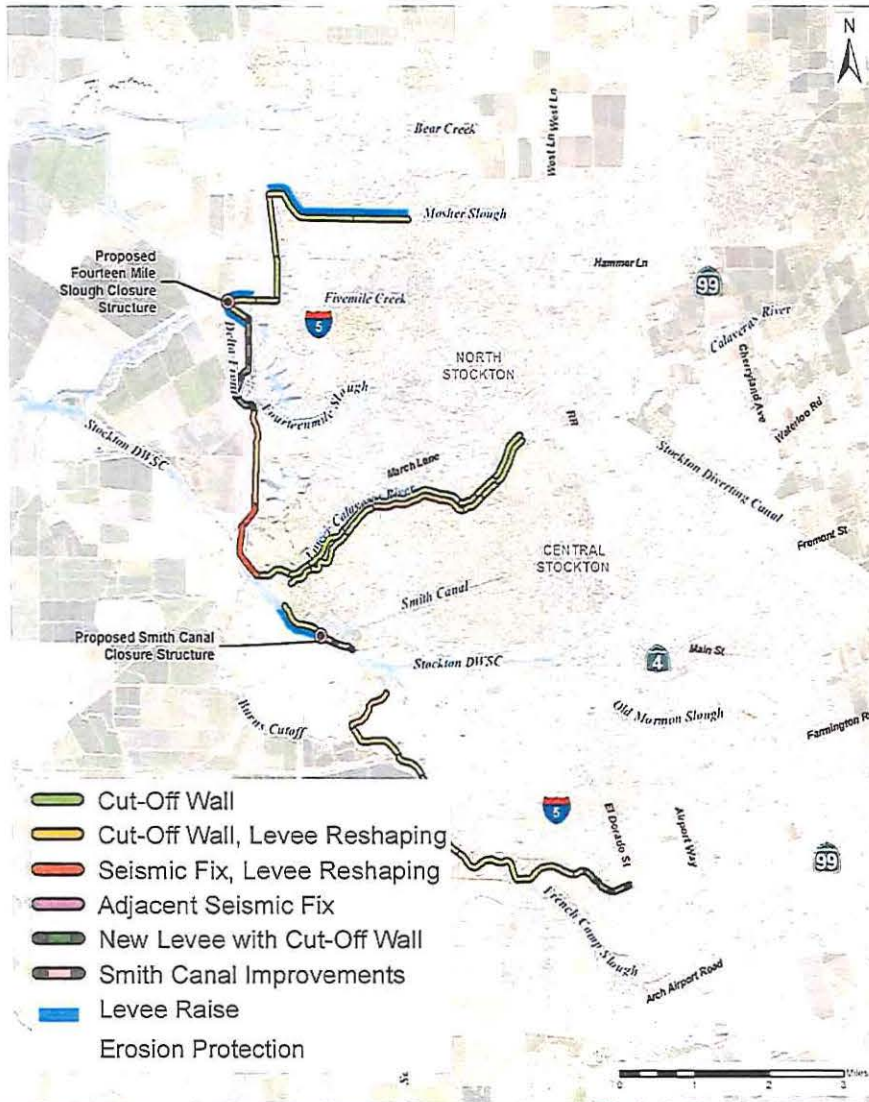 N
Bear Creek
West Ln
West Ln
Mosher Slough
Hammer Ln
99
Proposed
Fourteen Mile
Slough Closure
Structure
Fivemile Creek
5
Calaveras River
Cherryland Ave
Waterloo Rd
Delta Front
NORTH
STOCKTON
Fourteenmile Slough
RR
Stockton DWSC
March Lane
Stockton Diverting Canal
Lower Calaveras River
Fremont St
CENTRAL
STOCKTON
Smith Canal
Proposed Smith Canal
Closure Structure
Stockton DWSC
4
Main St
Burns Cutoff
Old Mormon Slough
Farmington R
Cut-Off Wall
Cut-Off Wall, Levee Reshaping
Seismic Fix, Levee Reshaping
Adjacent Seismic Fix
New Levee with Cut-Off Wall
Smith Canal Improvements
Levee Raise
Erosion Protection
5
El Dorado St
Airport Way
99
French Camp Slough
Arch Airport Road
0 1 2 3 Miles